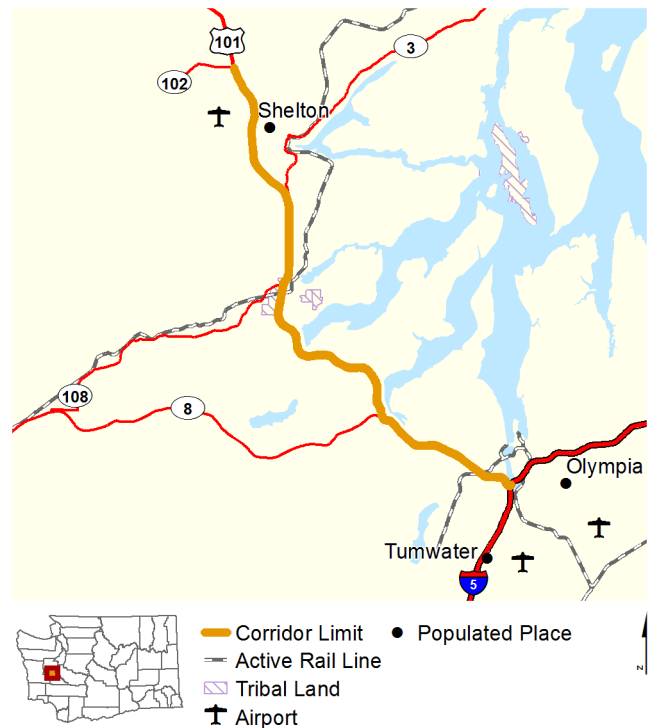 101
3
102
Shelton
108
8
Olympia
Tumwater
5
Corridor Limit
Populated Place
Active Rail Line
Tribal Land
Airport
N